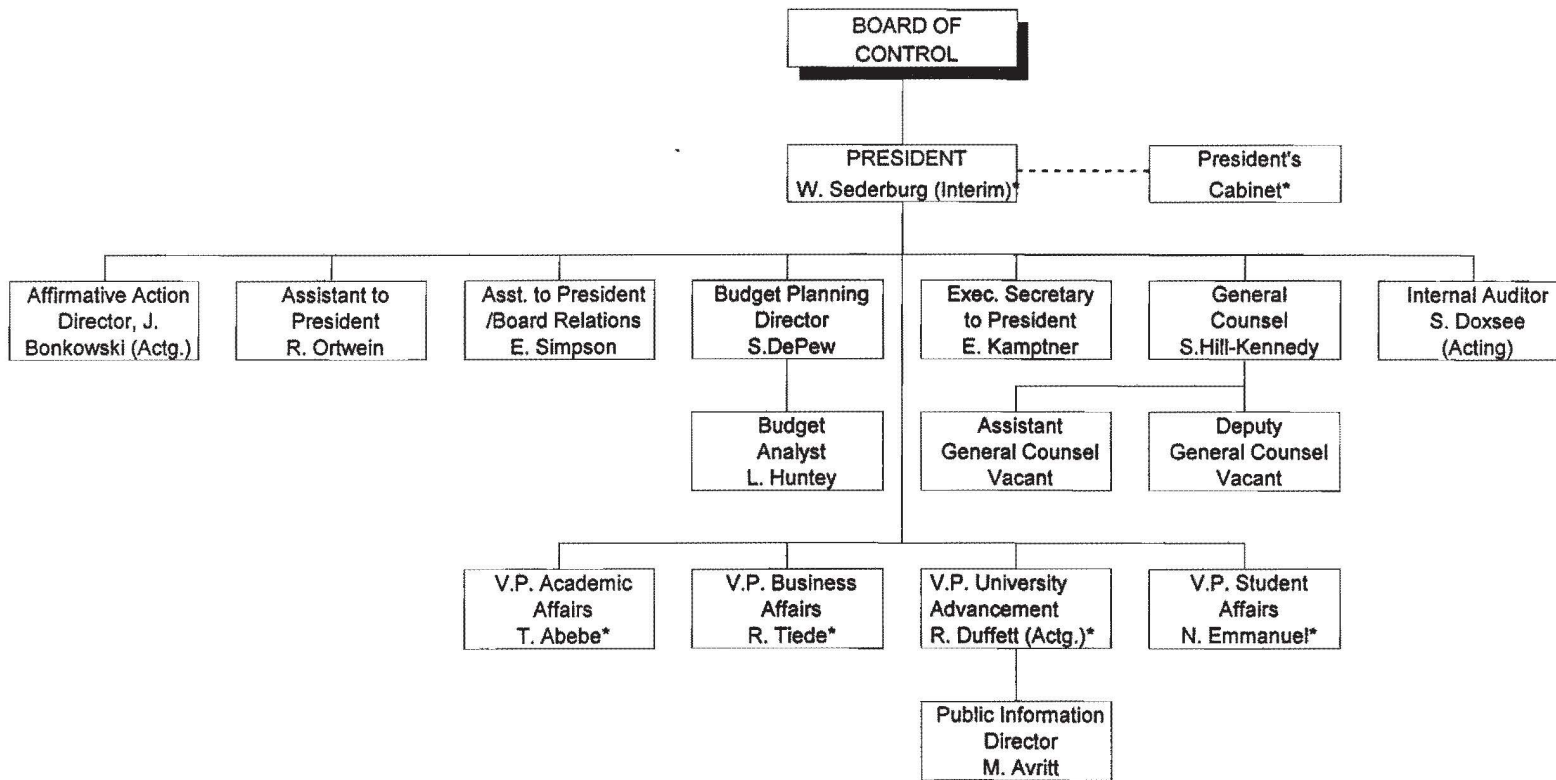 BOARD OF
CONTROL
PRESIDENT
W. Sederburg (Interim)*
President's
Cabinet*
Affirmative Action
Director, J.
Bonkowski (Actg.)
Assistant to
President
R. Ortwein
Asst. to President
/Board Relations
E. Simpson
Budget Planning
Director
S.DePew
Exec. Secretary
to President
E. Kamptner
General
Counsel
S.Hill-Kennedy
Internal Auditor
S. Doxsee
(Acting)
Budget
Analyst
L. Huntey
Assistant
General Counsel
Vacant
Deputy
General Counsel
Vacant
V.P. Academic
Affairs
T. Abebe*
V.P. Business
Affairs
R. Tiede*
V.P. University
Advancement
R. Duffett (Actg.)*
V.P. Student
Affairs
N. Emmanuel*
Public Information
Director
M. Avritt